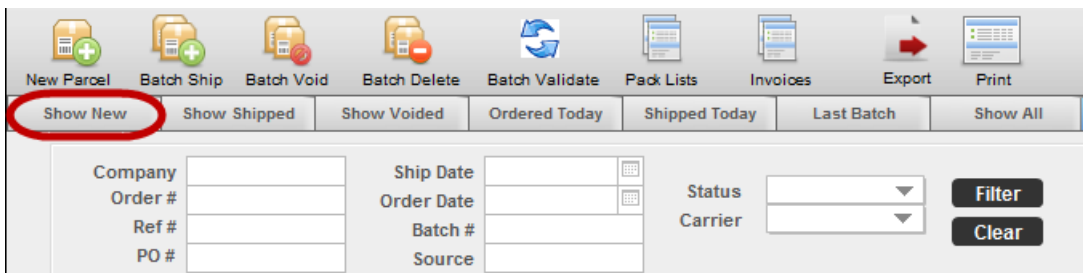 New Parcel Batch Ship Batch Void Batch Delete Batch Validate Pack Lists Invoices Export Print
Show New Show Shipped Show Voided Ordered Today Shipped Today Last Batch Show All
Company Ship Date
Order # Order Date Status Filter
Ref # Batch # Carrier Clear
PO # Source